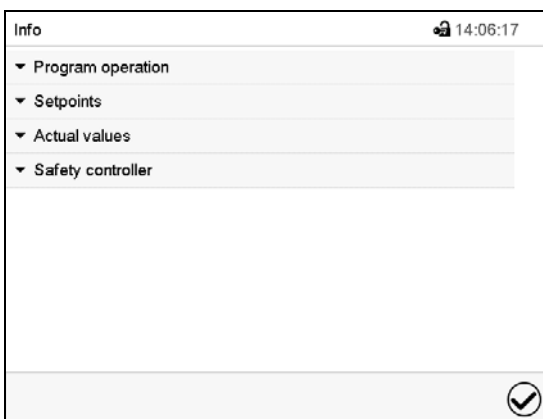 Info 14:06:17
Program operation
Setpoints
Actual values
Safety controller